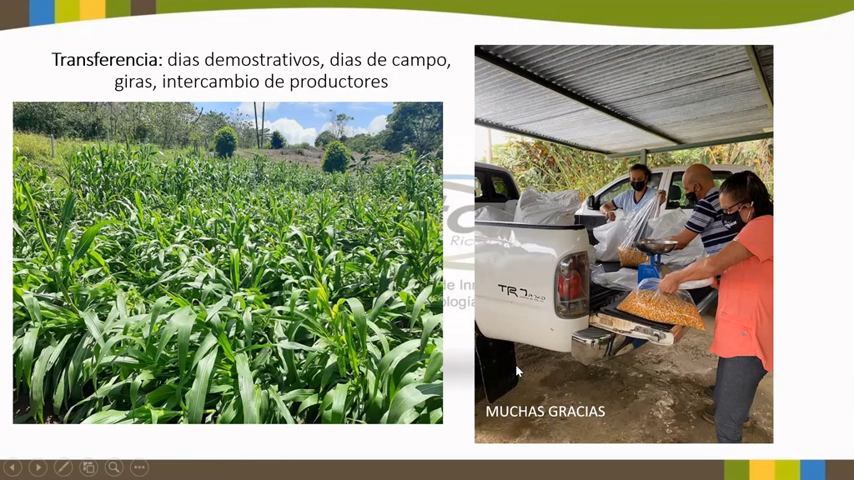 Transferencia: dias demostrativos, dias de campo,
giras, intercambio de productores
MUCHAS GRACIAS